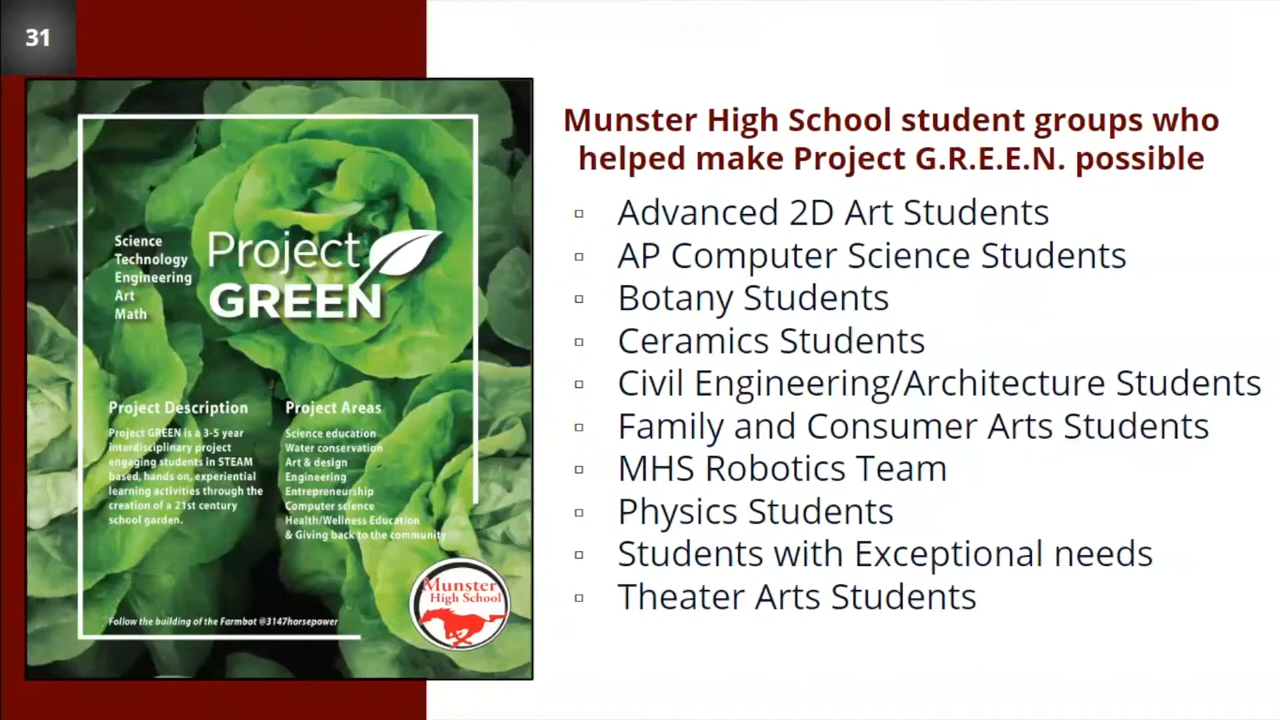 31
Science
Technology
Engineering
Art
Math
Project
GREEN
Project Description
Project GREEN is a 3-5 year
interdisciplinary project
engaging students in STEAM
based, hands on, experiential
learning activities through the
creation of a 21st century
school garden.
Project Areas
Science education
Water conservation
Art & design
Engineering
Entrepreneurship
Computer science
Health/Wellness Education
& Giving back to the community
Munster
High School
Follow the building of the Farmbot @3147horsepower
Munster High School student groups who
helped make Project G.R.E.E.N. possible
▫ Advanced 2D Art Students
▫ AP Computer Science Students
▫ Botany Students
▫ Ceramics Students
▫ Civil Engineering/Architecture Students
▫ Family and Consumer Arts Students
▫ MHS Robotics Team
▫ Physics Students
▫ Students with Exceptional needs
▫ Theater Arts Students